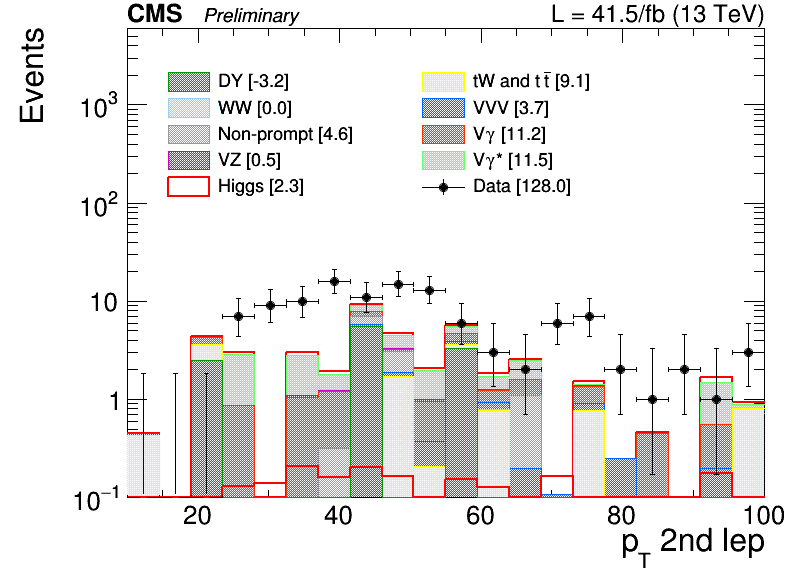 CMS Preliminary L = 41.5/fb (13 TeV)
Events
DY [-3.2]
WW [0.0]
Non-prompt [4.6]
VZ [0.5]
Higgs [2.3]
tW and tt̅ [9.1]
VVV [3.7]
Vγ [11.2]
Vγ* [11.5]
Data [128.0]
10³
10²
10
1
10⁻¹
20 40 60 80 100
p_T 2nd lep